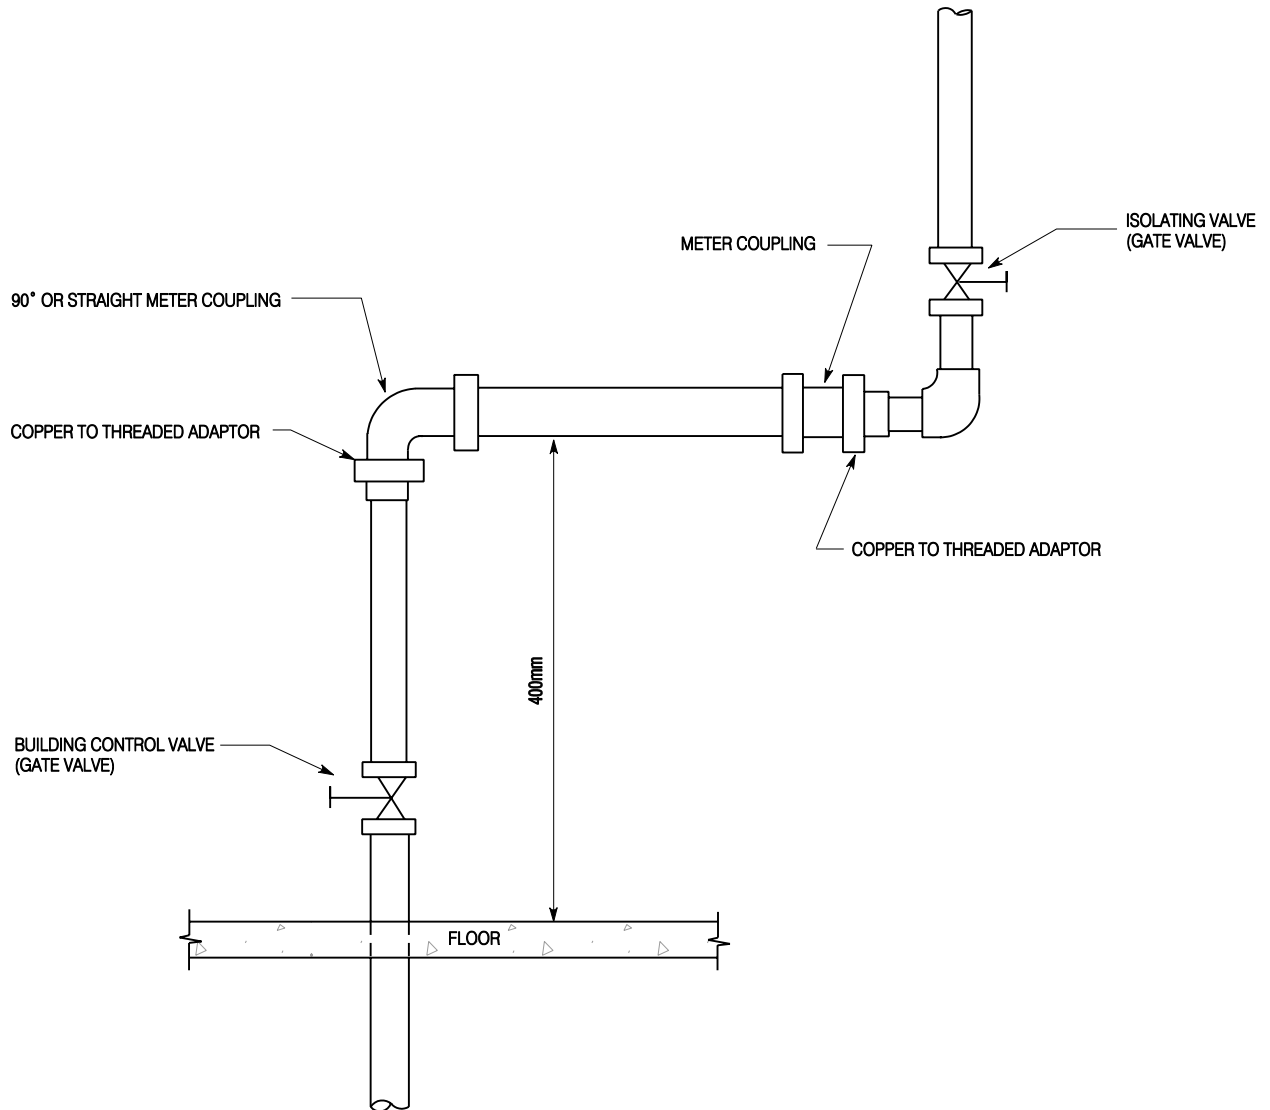 ISOLATING VALVE
(GATE VALVE)
METER COUPLING
90° OR STRAIGHT METER COUPLING
COPPER TO THREADED ADAPTOR
COPPER TO THREADED ADAPTOR
400mm
BUILDING CONTROL VALVE
(GATE VALVE)
FLOOR